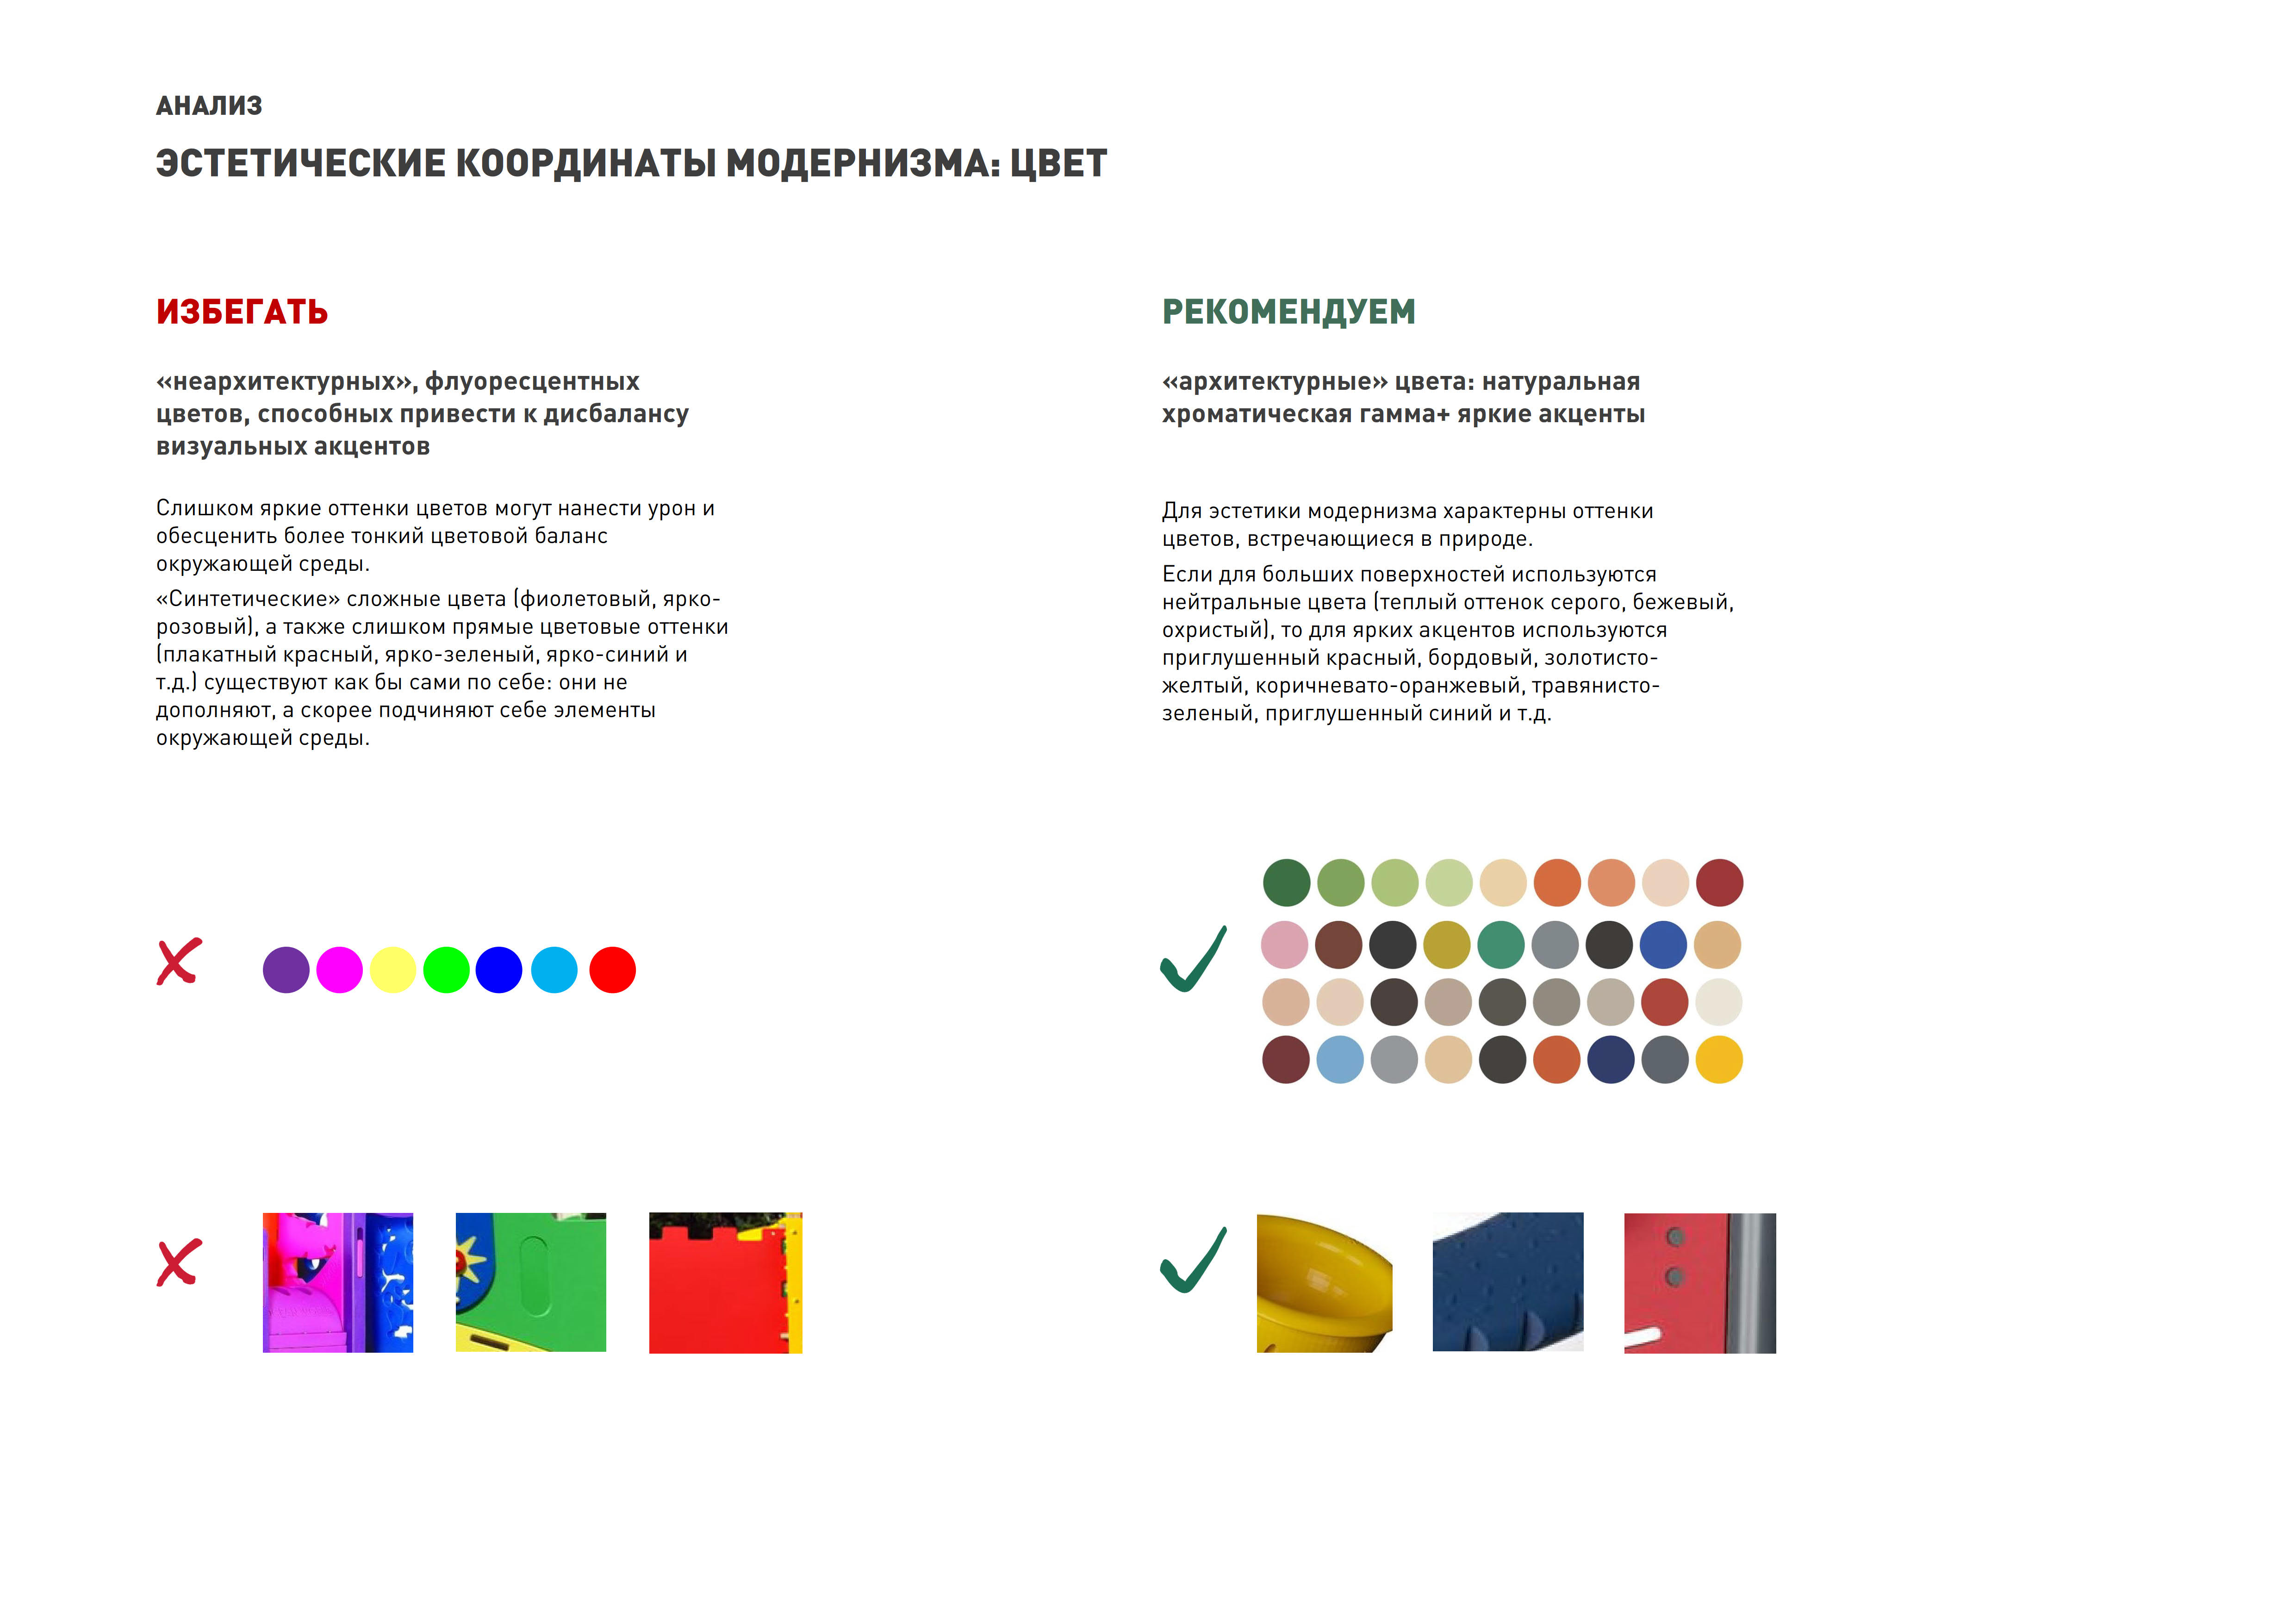 АНАЛИЗ
ЭСТЕТИЧЕСКИЕ КООРДИНАТЫ МОДЕРНИЗМА: ЦВЕТ
ИЗБЕГАТЬ
«неархитектурных», флуоресцентных
цветов, способных привести к дисбалансу
визуальных акцентов
Слишком яркие оттенки цветов могут нанести урон и
обесценить более тонкий цветовой баланс
окружающей среды.
«Синтетические» сложные цвета (фиолетовый, ярко-
розовый), а также слишком прямые цветовые оттенки
(плакатный красный, ярко-зеленый, ярко-синий и
т.д.) существуют как бы сами по себе: они не
дополняют, а скорее подчиняют себе элементы
окружающей среды.
РЕКОМЕНДУЕМ
«архитектурные» цвета: натуральная
хроматическая гамма+ яркие акценты
Для эстетики модернизма характерны оттенки
цветов, встречающиеся в природе.
Если для больших поверхностей используются
нейтральные цвета (теплый оттенок серого, бежевый,
охристый), то для ярких акцентов используются
приглушенный красный, бордовый, золотисто-
желтый, коричневато-оранжевый, травянисто-
зеленый, приглушенный синий и т.д.